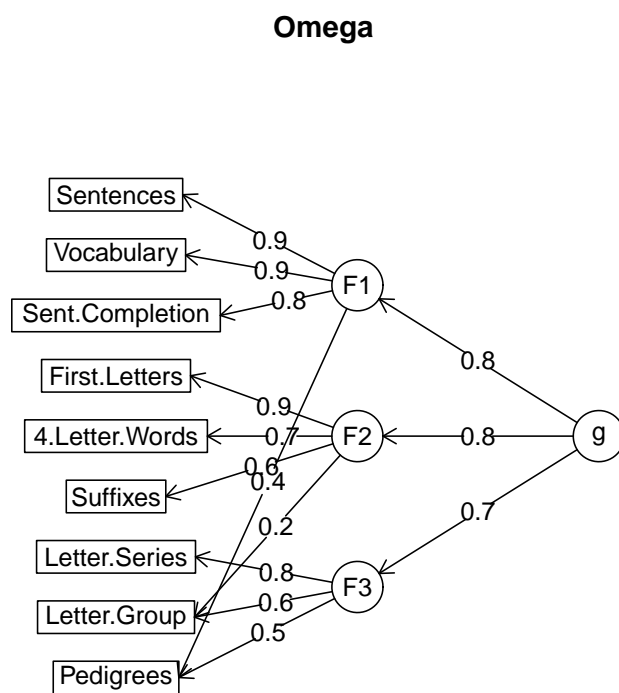 Omega
Sentences
0.9
Vocabulary
0.9
F1
Sent.Completion
0.8
0.8
First.Letters
0.9
4.Letter.Words
0.7
F2
0.8
g
0.6
0.4
Suffixes
0.2
0.7
Letter.Series
0.8
F3
Letter.Group
0.6
0.5
Pedigrees